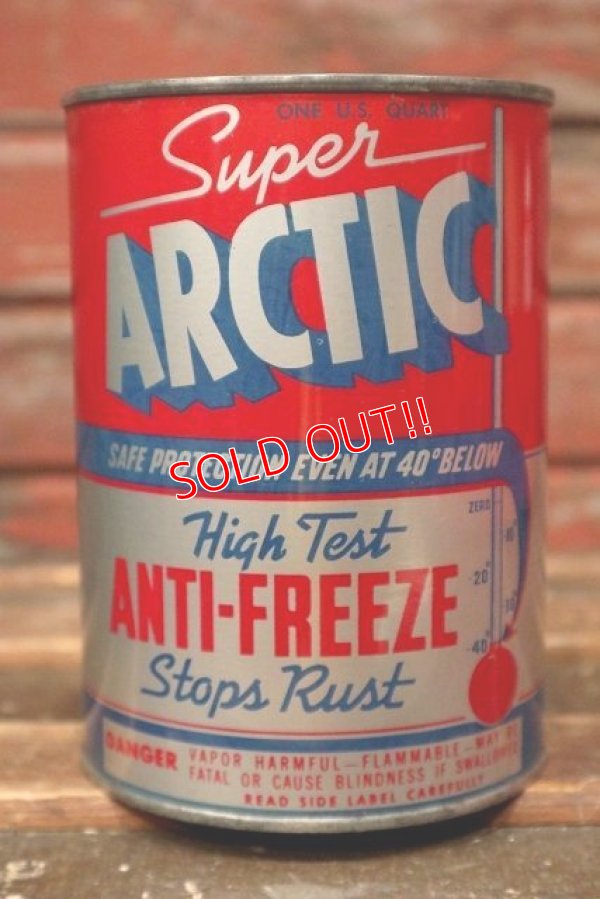 ONE U.S. QUART
Super
ARCTIC
SOLD OUT!!
SAFE PROTECTION EVEN AT 40° BELOW
High Test
ANTI-FREEZE
Stops Rust
ZERO
20°
40°
DANGER VAPOR HARMFUL—FLAMMABLE—MAY BE
FATAL OR CAUSE BLINDNESS IF SWALLOWED
READ SIDE LABEL CAREFULLY